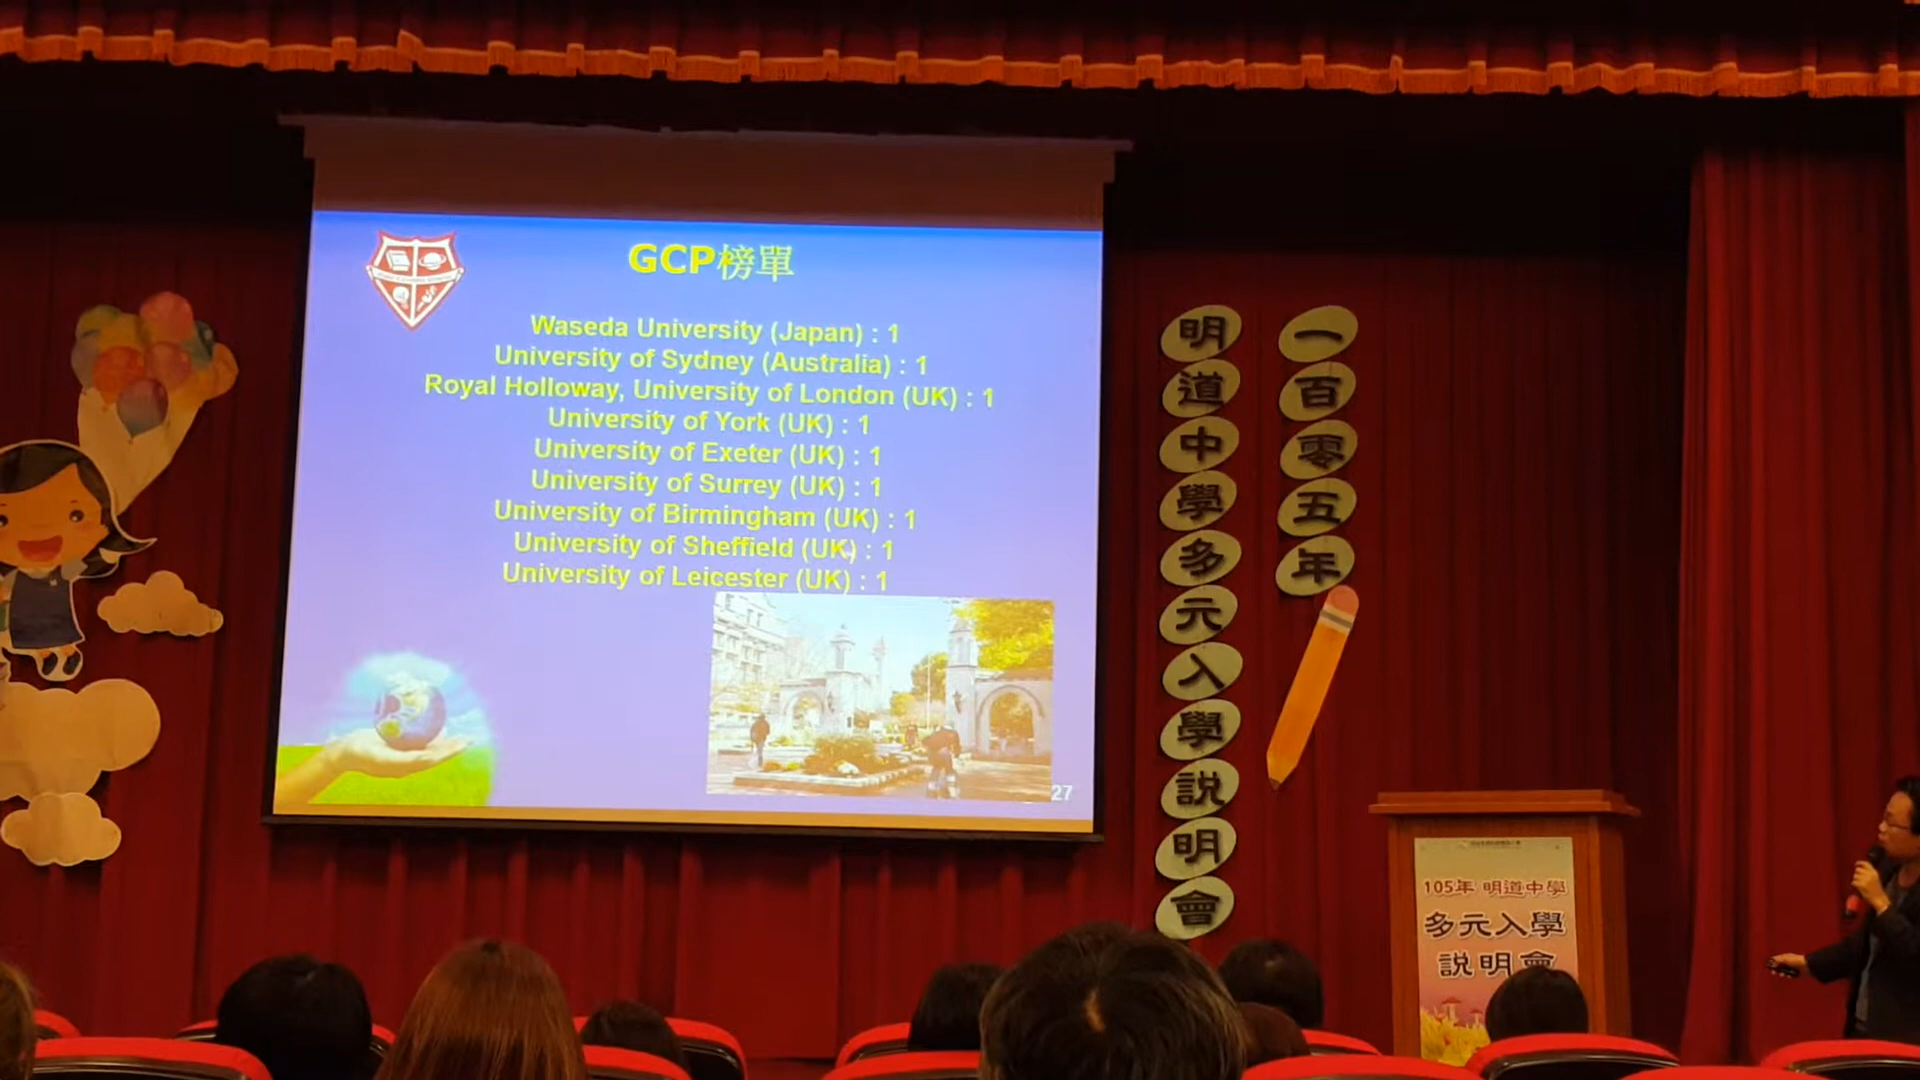 GCP榜單
Waseda University (Japan) : 1
University of Sydney (Australia) : 1
Royal Holloway, University of London (UK) : 1
University of York (UK) : 1
University of Exeter (UK) : 1
University of Surrey (UK) : 1
University of Birmingham (UK) : 1
University of Sheffield (UK) : 1
University of Leicester (UK) : 1
27
一百零五年
明道中學多元入學説明會
105年 明道中學
多元入學
説明會